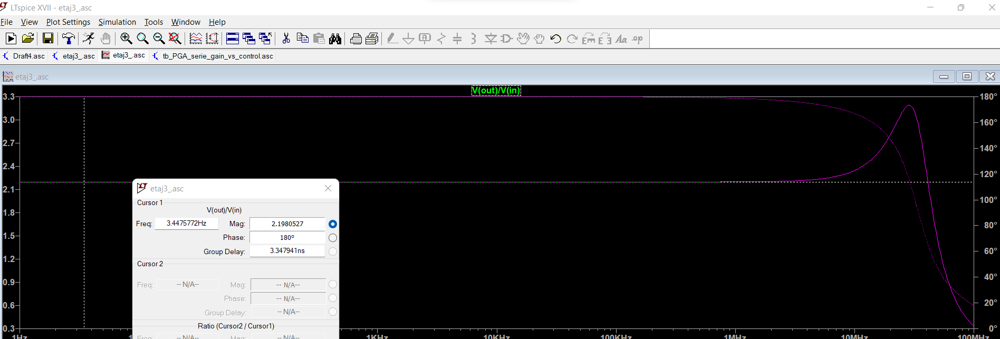 LTspice XVII - etaj3_.asc
File View Plot Settings Simulation Tools Window Help
Draft4.asc etaj3_.asc etaj3_.asc tb_PGA_serie_gain_vs_control.asc
etaj3_.asc
V(out)/V(in)
3.3 180°
3.0 160°
2.7 140°
2.4 120°
2.1 100°
1.8 80°
1.5 60°
1.2 40°
0.9 20°
0.6 0°
0.3
etaj3_.asc
Cursor 1
V(out)/V(in)
Freq: 3.4475772Hz Mag: 2.1980527
Phase: 180°
Group Delay: 3.347941ns
Cursor 2
Freq: -- N/A-- Mag: -- N/A--
Phase: -- N/A--
Group Delay: -- N/A--
Ratio (Cursor2 / Cursor1)
Freq: -- N/A-- Mag: -- N/A--
1Hz 1KHz 10KHz 100KHz 1MHz 10MHz 100MHz